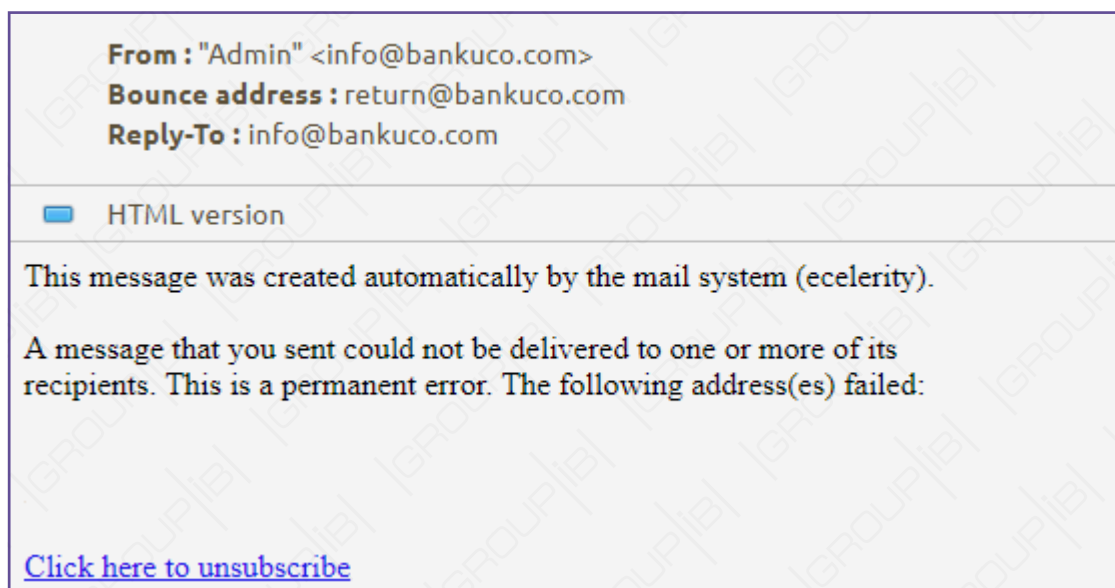 From : "Admin" <info@bankuco.com>
Bounce address : return@bankuco.com
Reply-To : info@bankuco.com
HTML version
This message was created automatically by the mail system (ecelerity).
A message that you sent could not be delivered to one or more of its
recipients. This is a permanent error. The following address(es) failed:
Click here to unsubscribe
|GROUP|iB|